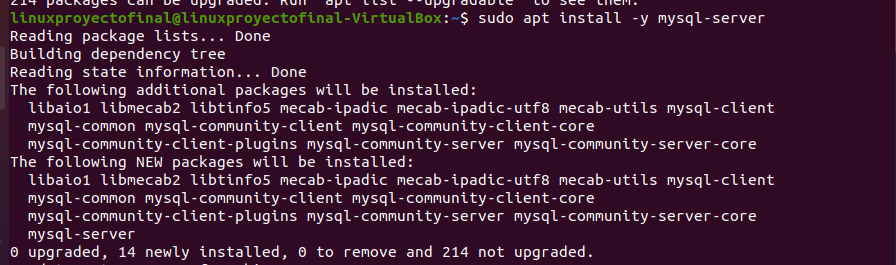 214 packages can be upgraded. Run 'apt list --upgradable' to see them.
linuxproyectofinal@linuxproyectofinal-VirtualBox:~$ sudo apt install -y mysql-server
Reading package lists... Done
Building dependency tree
Reading state information... Done
The following additional packages will be installed:
  libaio1 libmecab2 libtinfo5 mecab-ipadic mecab-ipadic-utf8 mecab-utils mysql-client
  mysql-common mysql-community-client mysql-community-client-core
  mysql-community-client-plugins mysql-community-server mysql-community-server-core
The following NEW packages will be installed:
  libaio1 libmecab2 libtinfo5 mecab-ipadic mecab-ipadic-utf8 mecab-utils mysql-client
  mysql-common mysql-community-client mysql-community-client-core
  mysql-community-client-plugins mysql-community-server mysql-community-server-core
  mysql-server
0 upgraded, 14 newly installed, 0 to remove and 214 not upgraded.